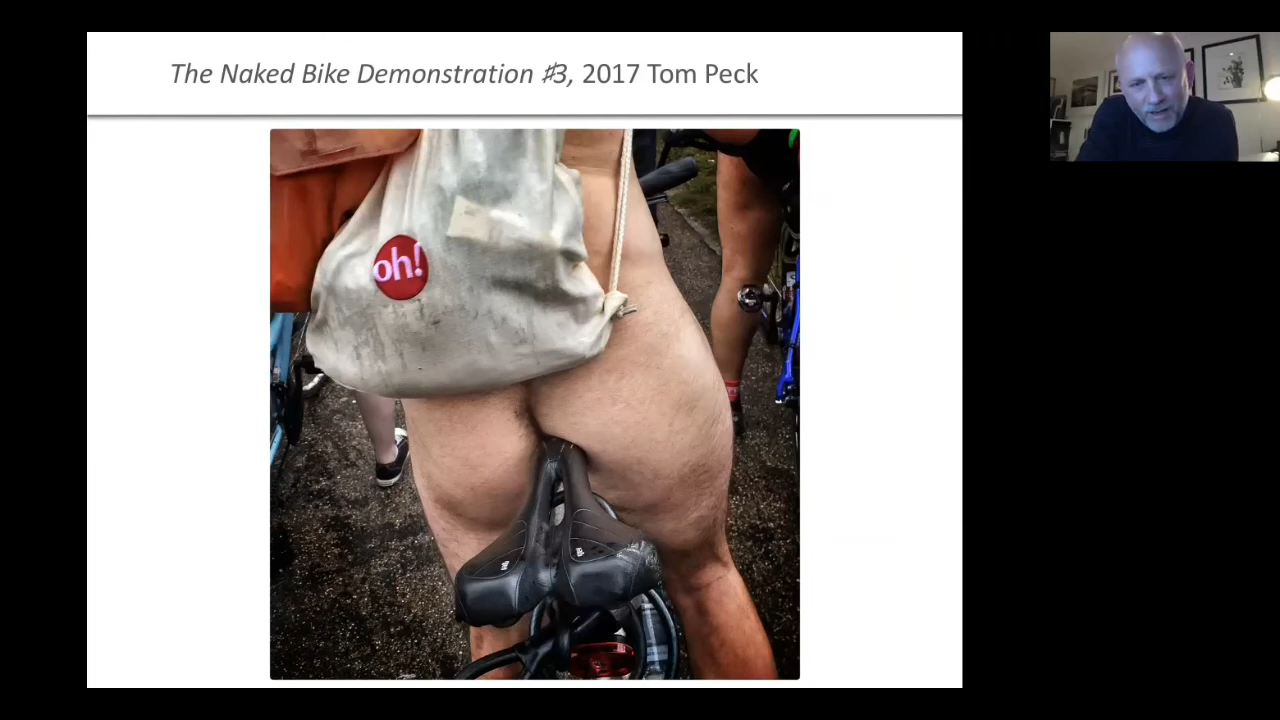 The Naked Bike Demonstration #3, 2017 Tom Peck
oh!